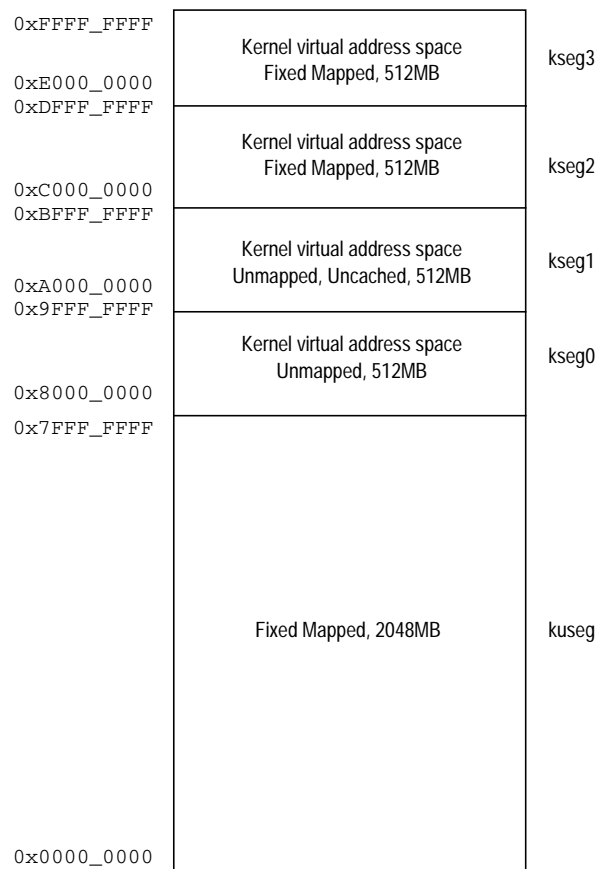 0xFFFF_FFFF
Kernel virtual address space
Fixed Mapped, 512MB
kseg3
0xE000_0000
0xDFFF_FFFF
Kernel virtual address space
Fixed Mapped, 512MB
kseg2
0xC000_0000
0xBFFF_FFFF
Kernel virtual address space
Unmapped, Uncached, 512MB
kseg1
0xA000_0000
0x9FFF_FFFF
Kernel virtual address space
Unmapped, 512MB
kseg0
0x8000_0000
0x7FFF_FFFF
Fixed Mapped, 2048MB
kuseg
0x0000_0000